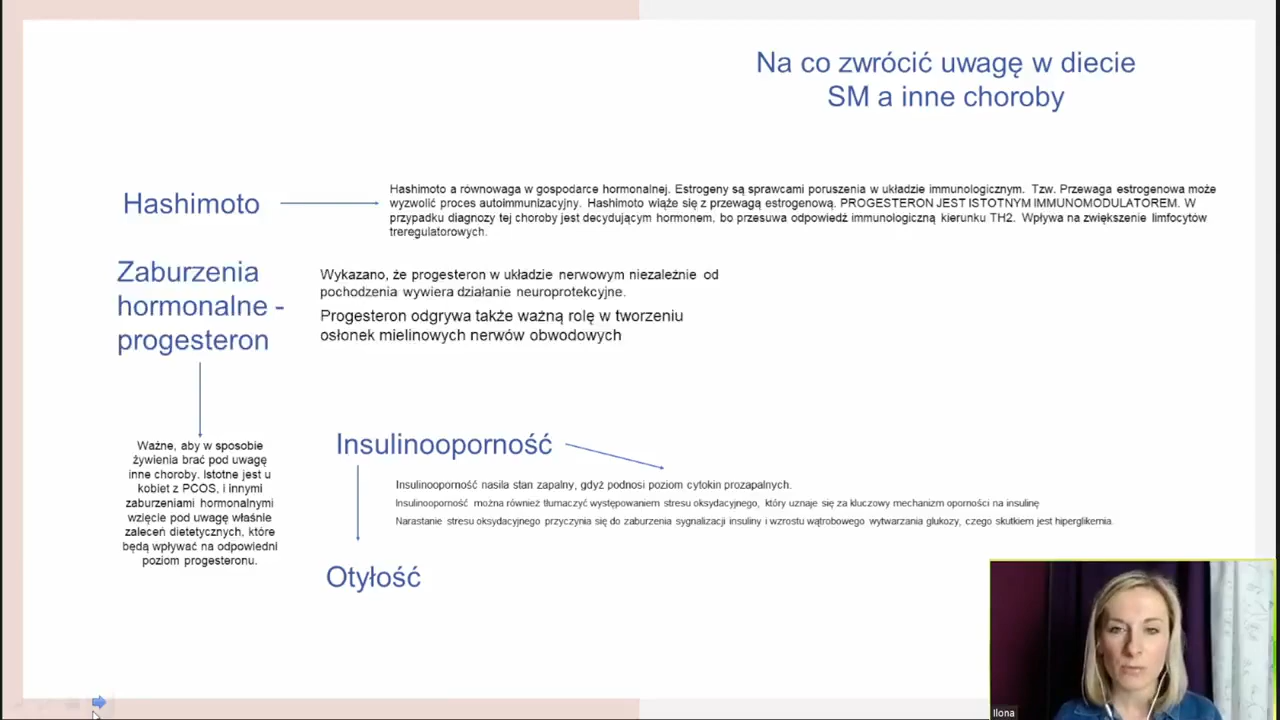 Na co zwrócić uwagę w diecie
SM a inne choroby
Hashimoto
Hashimoto a równowaga w gospodarce hormonalnej. Estrogeny są sprawcami poruszenia w układzie immunologicznym. Tzw. Przewaga estrogenowa może
wyzwolić proces autoimmunizacyjny. Hashimoto wiąże się z przewagą estrogenową. PROGESTERON JEST ISTOTNYM IMMUNOMODULATOREM. W
przypadku diagnozy tej choroby jest decydującym hormonem, bo przesuwa odpowiedź immunologiczną kierunku TH2. Wpływa na zwiększenie limfocytów
treregulatorowych.
Zaburzenia
hormonalne -
progesteron
Wykazano, że progesteron w układzie nerwowym niezależnie od
pochodzenia wywiera działanie neuroprotekcyjne.
Progesteron odgrywa także ważną rolę w tworzeniu
osłonek mielinowych nerwów obwodowych
Ważne, aby w sposobie
żywienia brać pod uwagę
inne choroby. Istotne jest u
kobiet z PCOS, i innymi
zaburzeniami hormonalnymi
wzięcie pod uwagę właśnie
zaleceń dietetycznych, które
będą wpływać na odpowiedni
poziom progesteronu.
Insulinooporność
Insulinooporność nasila stan zapalny, gdyż podnosi poziom cytokin prozapalnych.
Insulinooporność można również tłumaczyć występowaniem stresu oksydacyjnego, który uznaje się za kluczowy mechanizm oporności na insulinę
Narastanie stresu oksydacyjnego przyczynia się do zaburzenia sygnalizacji insuliny i wzrostu wątrobowego wytwarzania glukozy, czego skutkiem jest hiperglikemia.
Otyłość
Ilona